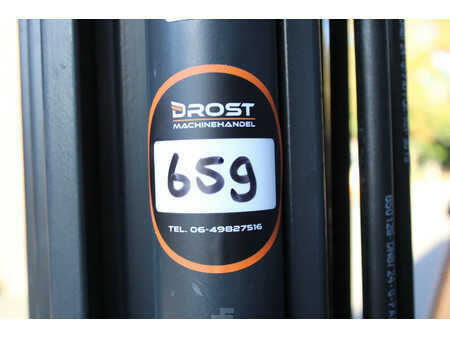 DROST
MACHINEHANDEL
659
TEL. 06-49827516